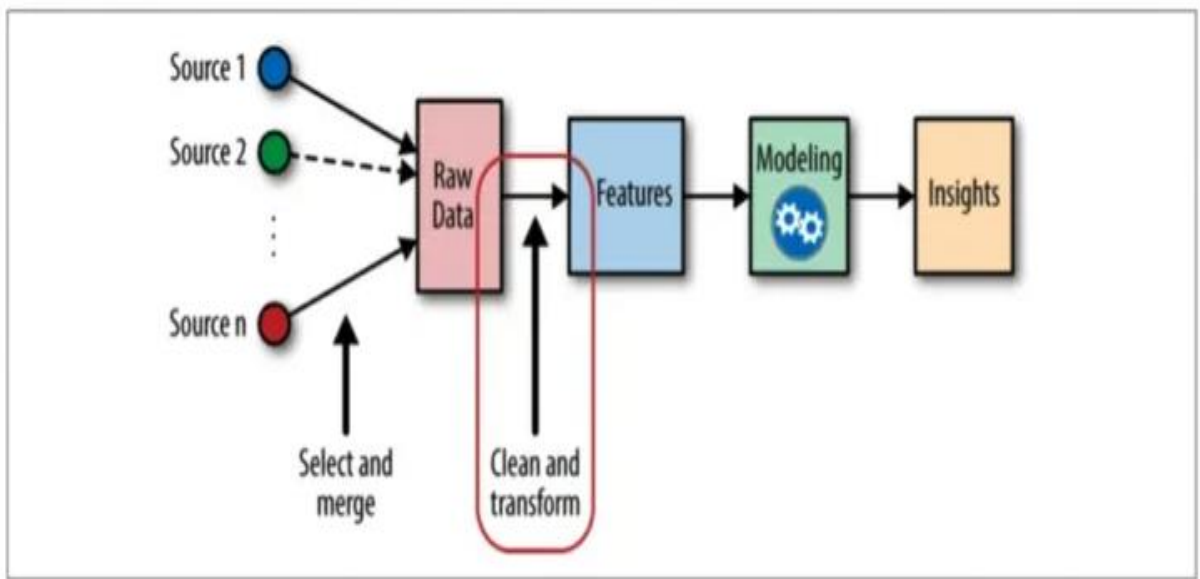 Source 1
Source 2
Source n
Raw
Data
Features
Modeling
Insights
Select and
merge
Clean and
transform